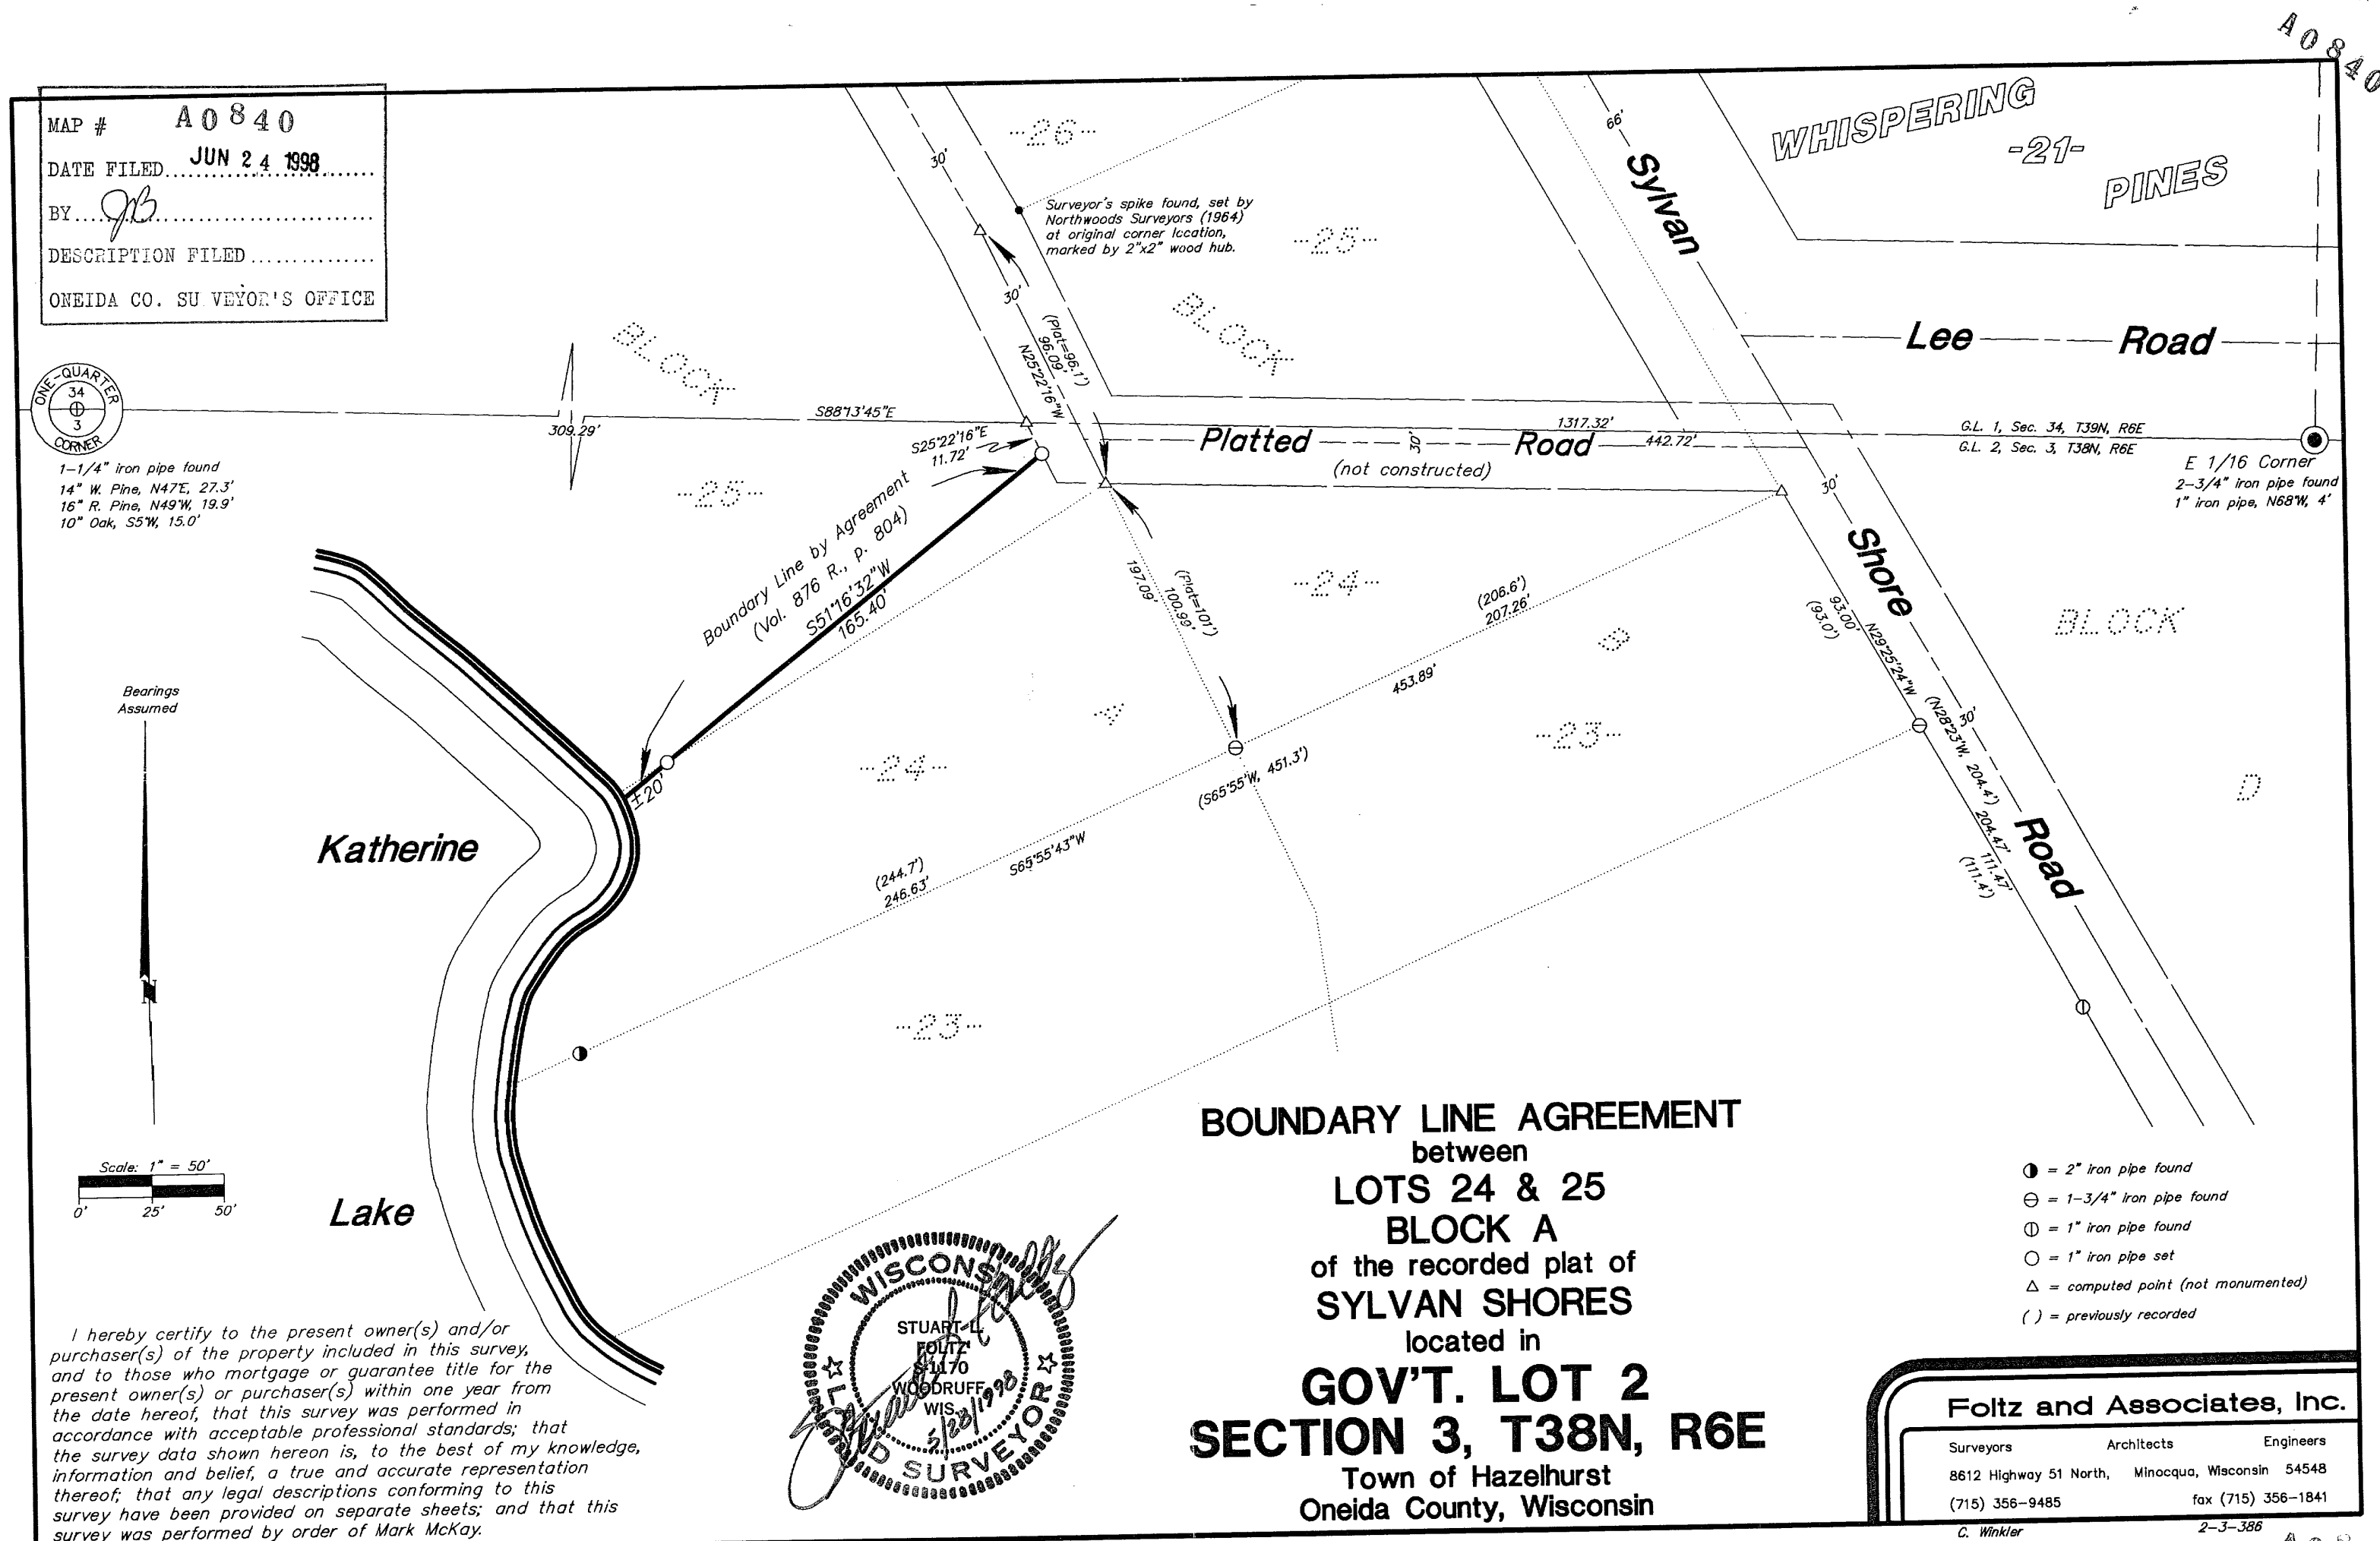 A0840
MAP # A0840
DATE FILED JUN 24 1998
BY JB
DESCRIPTION FILED
ONEIDA CO. SU VEYOR'S OFFICE
ONE-QUARTER
34
3
CORNER
1-1/4" iron pipe found
14" W. Pine, N47°E, 27.3'
16" R. Pine, N49°W, 19.9'
10" Oak, S5°W, 15.0'
-26-
30'
Surveyor's spike found, set by
Northwoods Surveyors (1964)
at original corner location,
marked by 2"x2" wood hub.
-25-
30'
BLOCK
BLOCK
(Plat=96.1')
96.09'
N25°22'16"W
66'
Sylvan
Shore
Road
WHISPERING
-21-
PINES
Lee Road
309.29'
S88°13'45"E
1317.32'
442.72'
Platted Road
30'
(not constructed)
G.L. 1, Sec. 34, T39N, R6E
G.L. 2, Sec. 3, T38N, R6E
E 1/16 Corner
2-3/4" iron pipe found
1" iron pipe, N68°W, 4'
S25°22'16"E
11.72'
-25-
Boundary Line by Agreement
(Vol. 876 R., p. 804)
S51°16'32"W
165.40'
±20'
197.09'
(Plat=101')
100.99'
-24-
(206.6')
207.26'
B
453.89'
30'
93.00'
(93.0')
N29°25'24"W
30'
(N28°23'W, 204.4')
204.47'
111.47'
(111.4')
BLOCK
D
Bearings
Assumed
N
A
-24-
-23-
(S65°55'W, 451.3')
S65°55'43"W
(244.7')
246.63'
-23-
Katherine
Lake
Scale: 1" = 50'
0' 25' 50'
BOUNDARY LINE AGREEMENT
between
LOTS 24 & 25
BLOCK A
of the recorded plat of
SYLVAN SHORES
located in
GOV'T. LOT 2
SECTION 3, T38N, R6E
Town of Hazelhurst
Oneida County, Wisconsin
= 2" iron pipe found
= 1-3/4" iron pipe found
= 1" iron pipe found
= 1" iron pipe set
= computed point (not monumented)
( ) = previously recorded
I hereby certify to the present owner(s) and/or
purchaser(s) of the property included in this survey,
and to those who mortgage or guarantee title for the
present owner(s) or purchaser(s) within one year from
the date hereof, that this survey was performed in
accordance with acceptable professional standards; that
the survey data shown hereon is, to the best of my knowledge,
information and belief, a true and accurate representation
thereof; that any legal descriptions conforming to this
survey have been provided on separate sheets; and that this
survey was performed by order of Mark McKay.
WISCONSIN
STUART L.
FOLTZ
S-1170
WOODRUFF
WIS.
5/28/1998
LAND SURVEYOR
Foltz and Associates, Inc.
Surveyors Architects Engineers
8612 Highway 51 North, Minocqua, Wisconsin 54548
(715) 356-9485 fax (715) 356-1841
C. Winkler 2-3-386